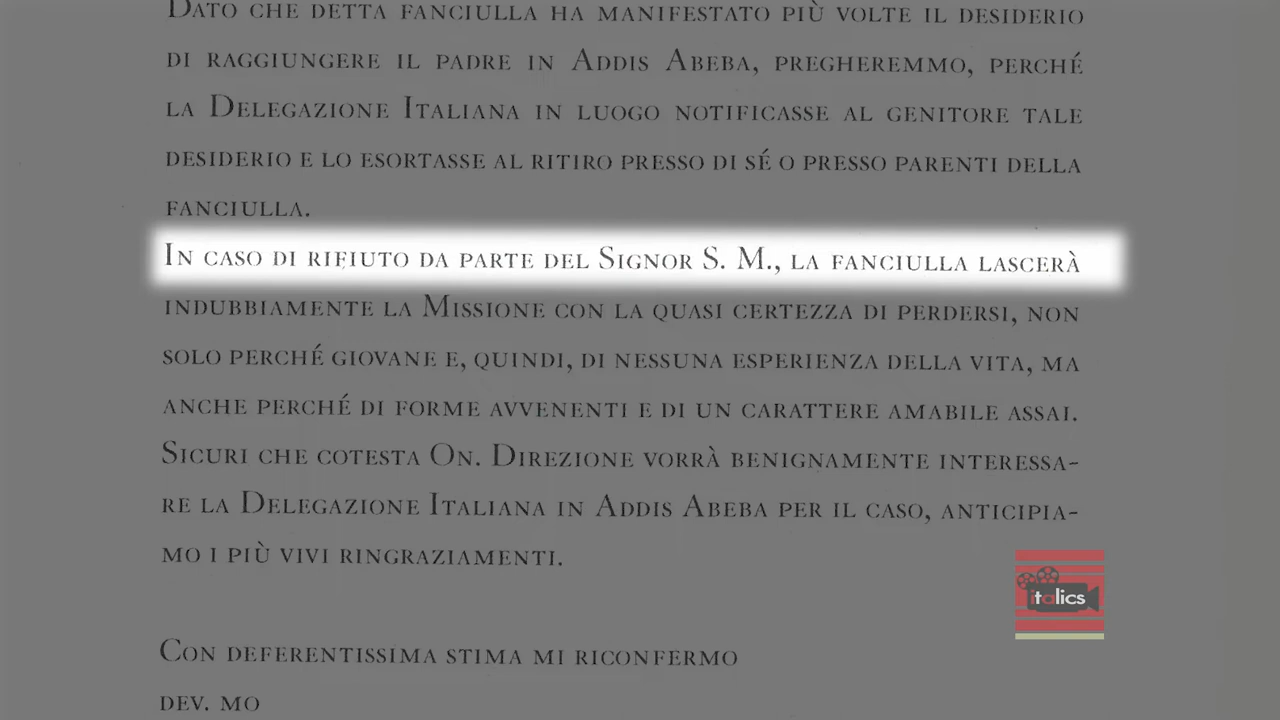 DATO CHE DETTA FANCIULLA HA MANIFESTATO PIÙ VOLTE IL DESIDERIO
DI RAGGIUNGERE IL PADRE IN ADDIS ABEBA, PREGHEREMMO, PERCHÉ
LA DELEGAZIONE ITALIANA IN LUOGO NOTIFICASSE AL GENITORE TALE
DESIDERIO E LO ESORTASSE AL RITIRO PRESSO DI SÉ O PRESSO PARENTI DELLA
FANCIULLA.
IN CASO DI RIFIUTO DA PARTE DEL SIGNOR S. M., LA FANCIULLA LASCERÀ
INDUBBIAMENTE LA MISSIONE CON LA QUASI CERTEZZA DI PERDERSI, NON
SOLO PERCHÉ GIOVANE E, QUINDI, DI NESSUNA ESPERIENZA DELLA VITA, MA
ANCHE PERCHÉ DI FORME AVVENENTI E DI UN CARATTERE AMABILE ASSAI.
SICURI CHE COTESTA ON. DIREZIONE VORRÀ BENIGNAMENTE INTERESSA-
RE LA DELEGAZIONE ITALIANA IN ADDIS ABEBA PER IL CASO, ANTICIPIA-
MO I PIÙ VIVI RINGRAZIAMENTI.
italics
CON DEFERENTISSIMA STIMA MI RICONFERMO
DEV. MO